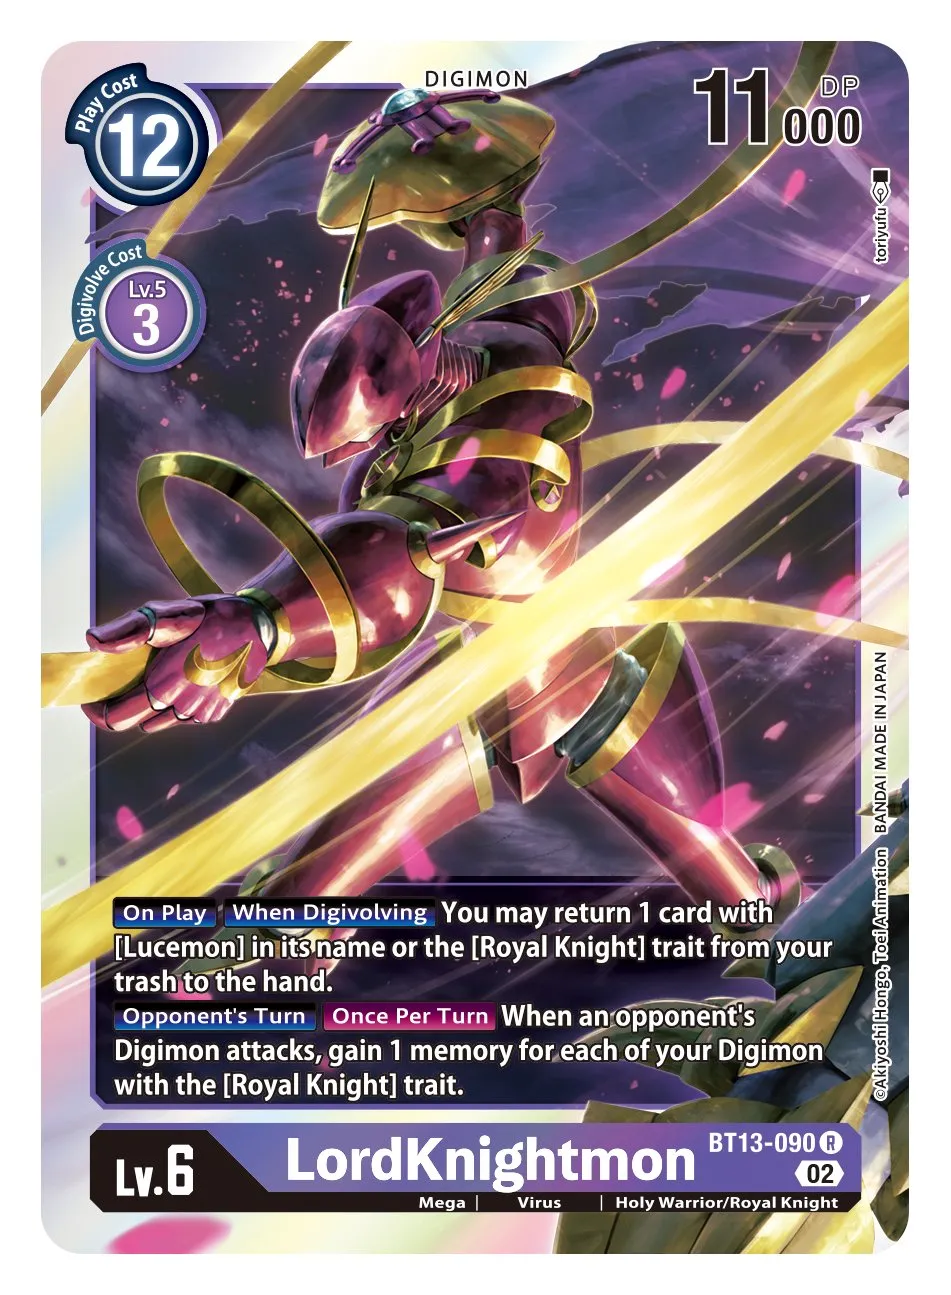 DIGIMON
Play Cost
12
11000
DP
toriyufu
Digivolve Cost
Lv.5
3
On Play When Digivolving You may return 1 card with
[Lucemon] in its name or the [Royal Knight] trait from your
trash to the hand.
Opponent's Turn Once Per Turn When an opponent's
Digimon attacks, gain 1 memory for each of your Digimon
with the [Royal Knight] trait.
©Akiyoshi Hongo, Toei Animation BANDAI MADE IN JAPAN
Lv.6
LordKnightmon
BT13-090 R
02
Mega | Virus | Holy Warrior/Royal Knight